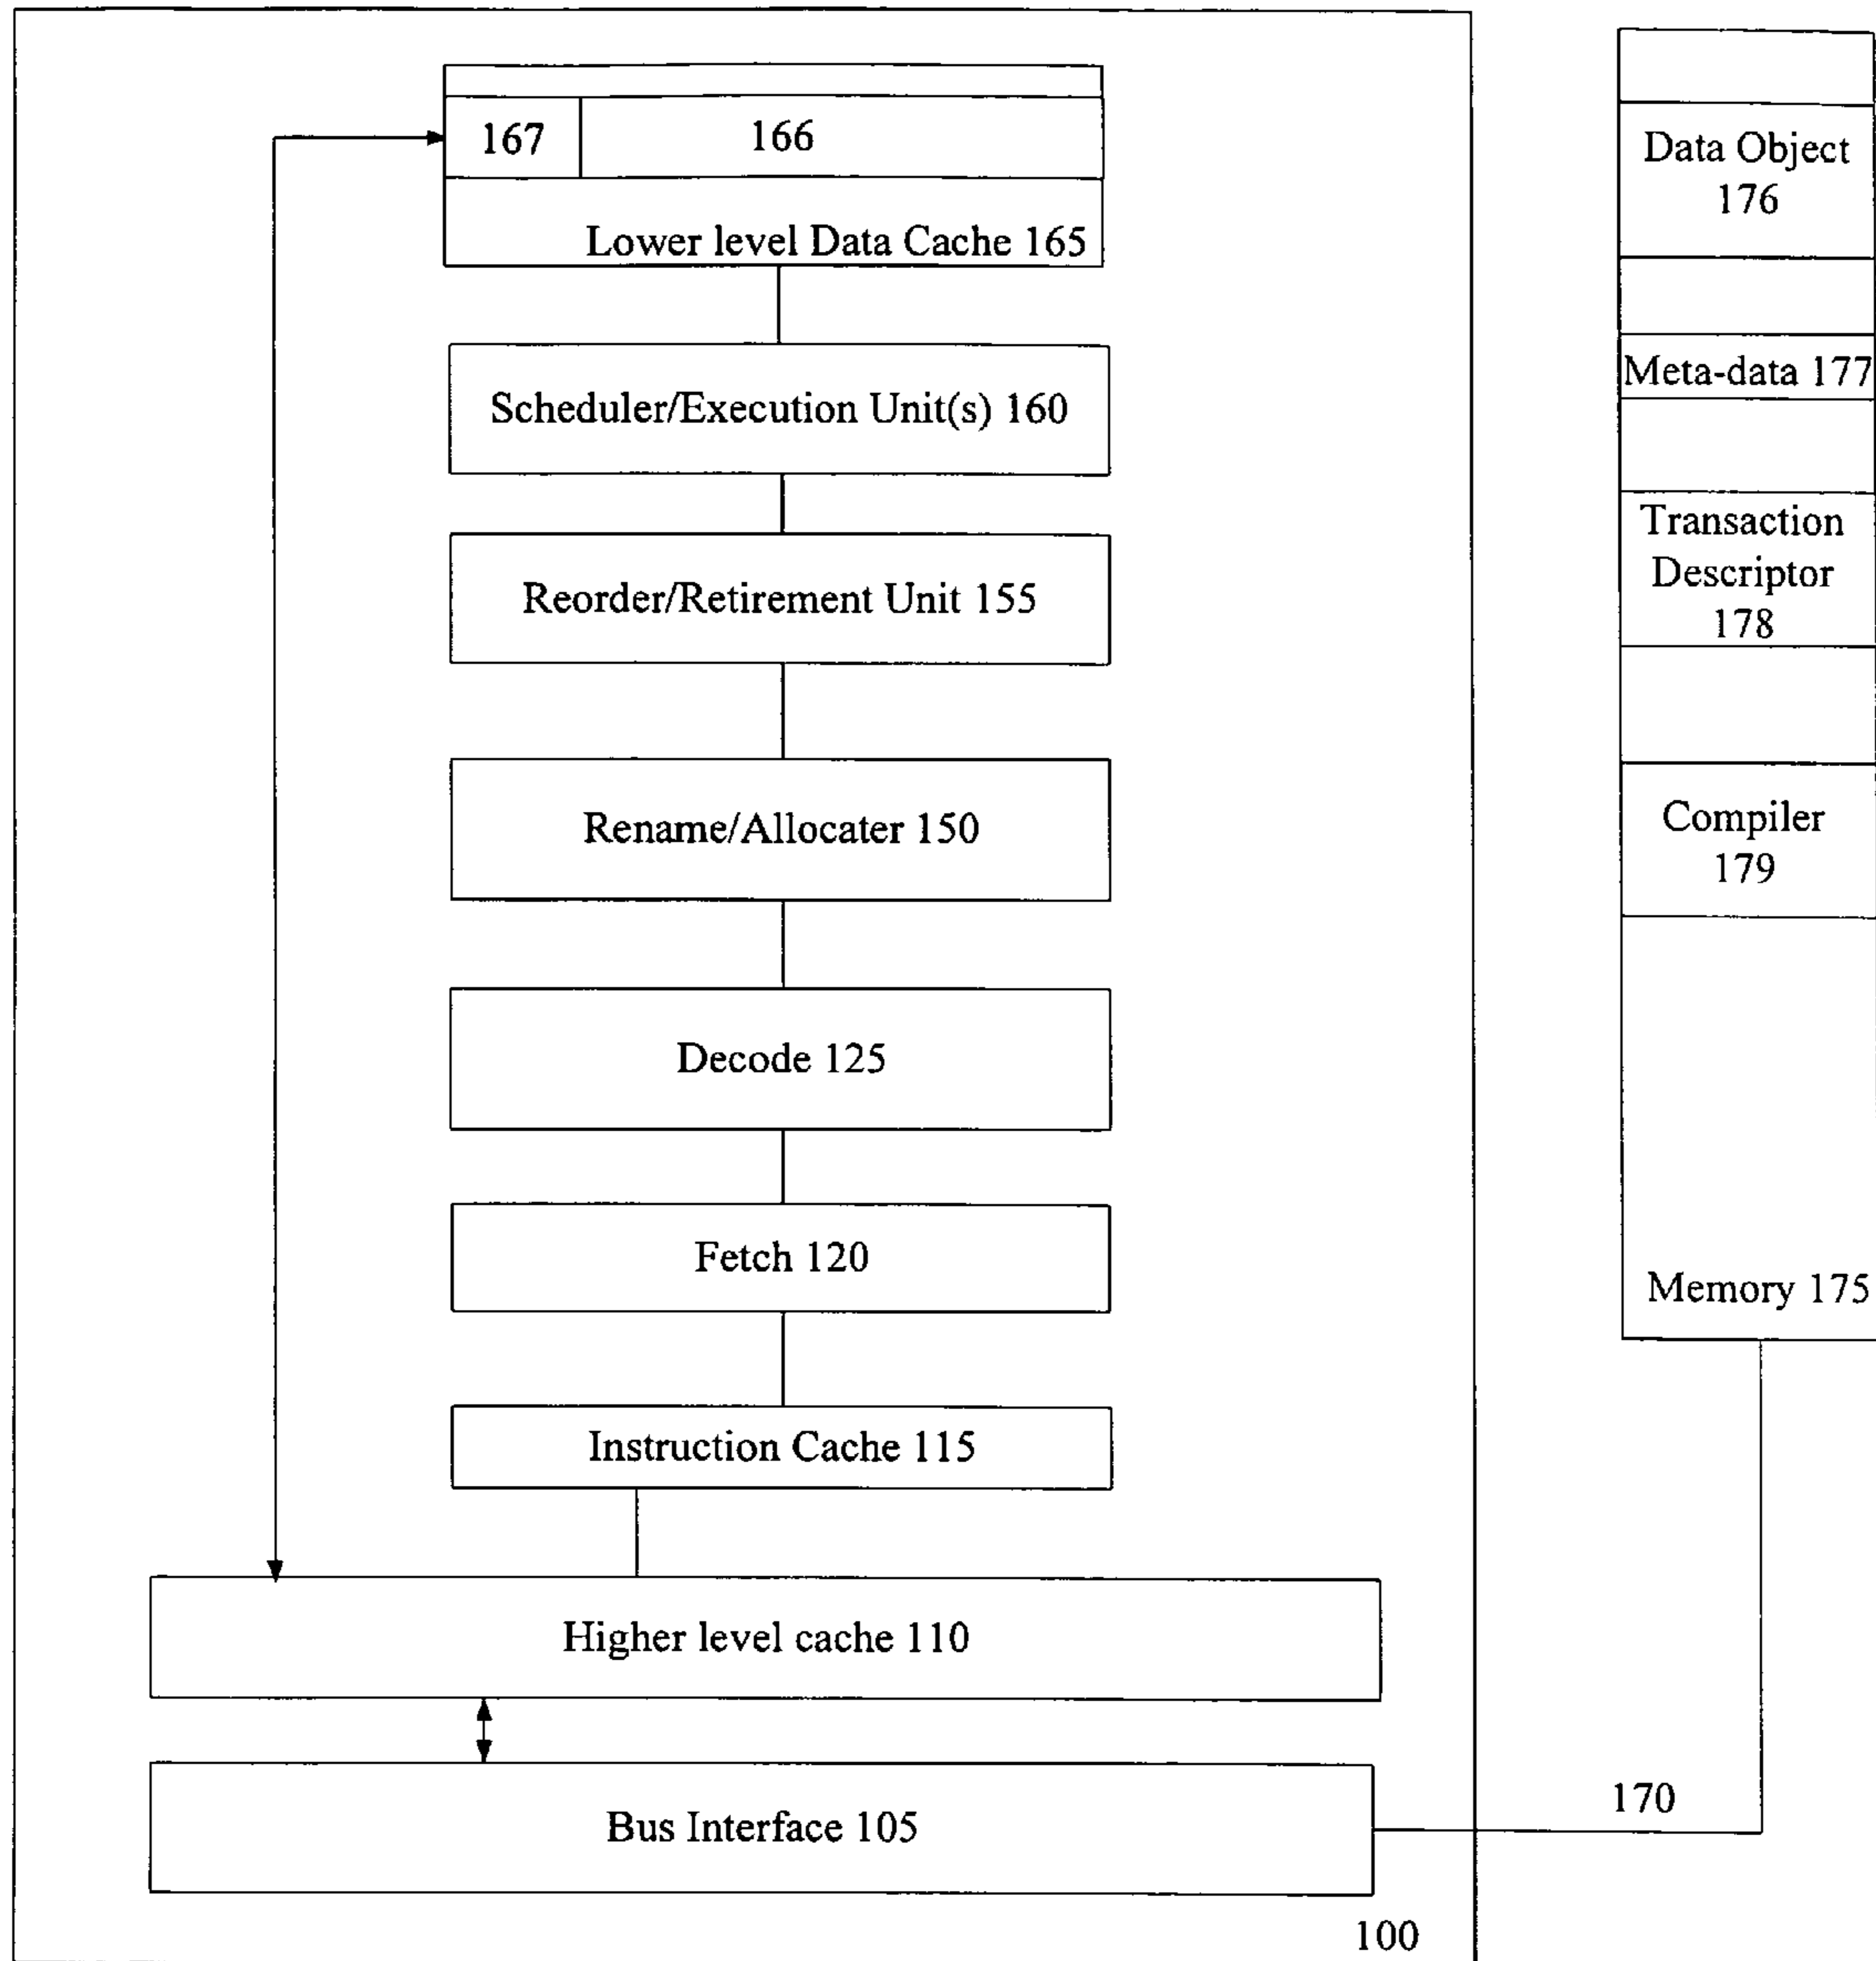 167
166
Lower level Data Cache 165
Scheduler/Execution Unit(s) 160
Reorder/Retirement Unit 155
Rename/Allocater 150
Decode 125
Fetch 120
Instruction Cache 115
Higher level cache 110
Bus Interface 105
100
170
Data Object
176
Meta-data 177
Transaction
Descriptor
178
Compiler
179
Memory 175